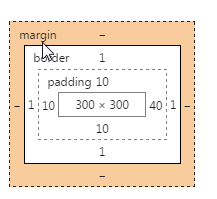 margin –
border 1
padding 10
– 1 10 300 × 300 40 1 –
10
1
–